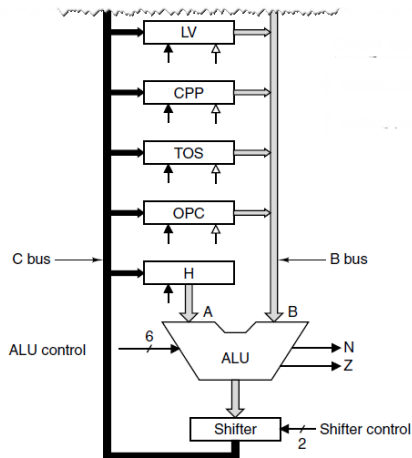 LV
CPP
TOS
OPC
C bus
B bus
H
A
B
6
ALU control
ALU
N
Z
Shifter
Shifter control
2